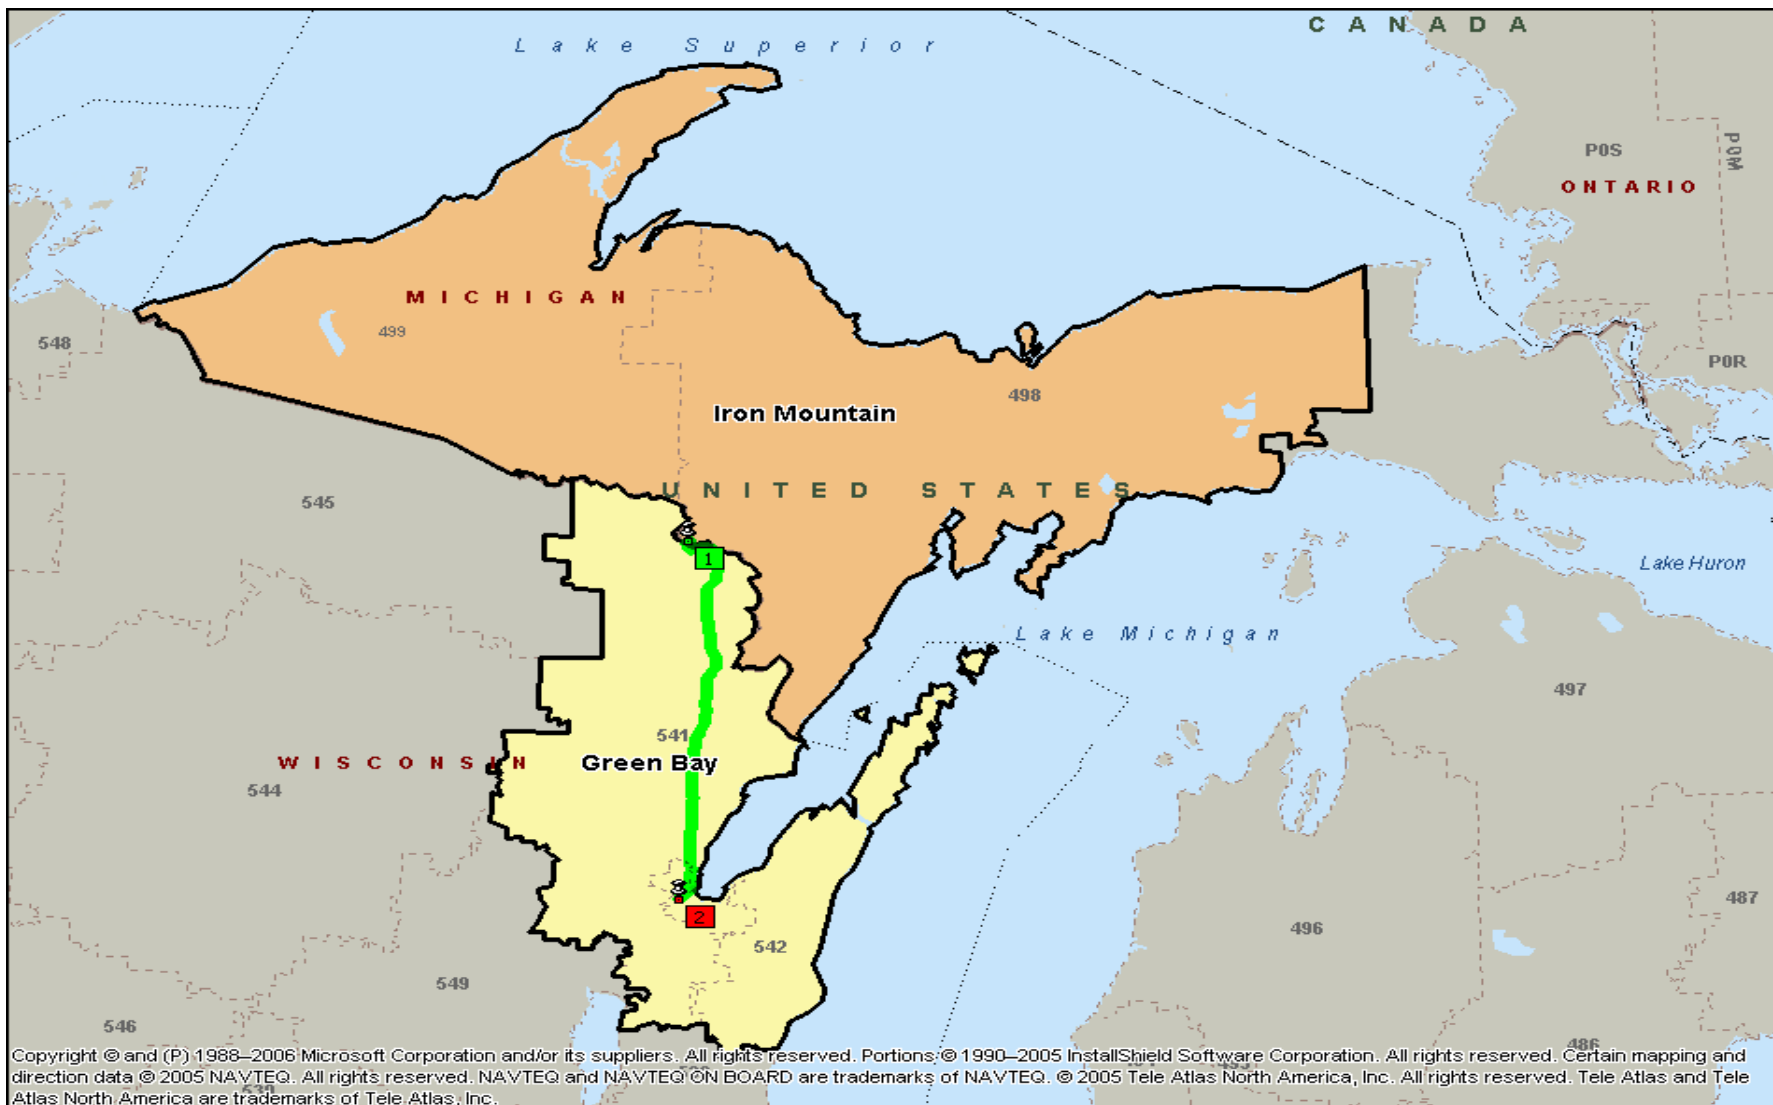 CANADA
Lake Superior
P0S
P0M
ONTARIO
MICHIGAN
499
548
P0R
498
Iron Mountain
UNITED STATES
545
1
Lake Huron
Lake Michigan
497
541
WISCONSIN
Green Bay
544
487
2
496
542
549
546
486
Copyright © and (P) 1988–2006 Microsoft Corporation and/or its suppliers. All rights reserved. Portions © 1990–2005 InstallShield Software Corporation. All rights reserved. Certain mapping and
direction data © 2005 NAVTEQ. All rights reserved. NAVTEQ and NAVTEQ ON BOARD are trademarks of NAVTEQ. © 2005 Tele Atlas North America, Inc. All rights reserved. Tele Atlas and Tele
Atlas North America are trademarks of Tele Atlas, Inc.